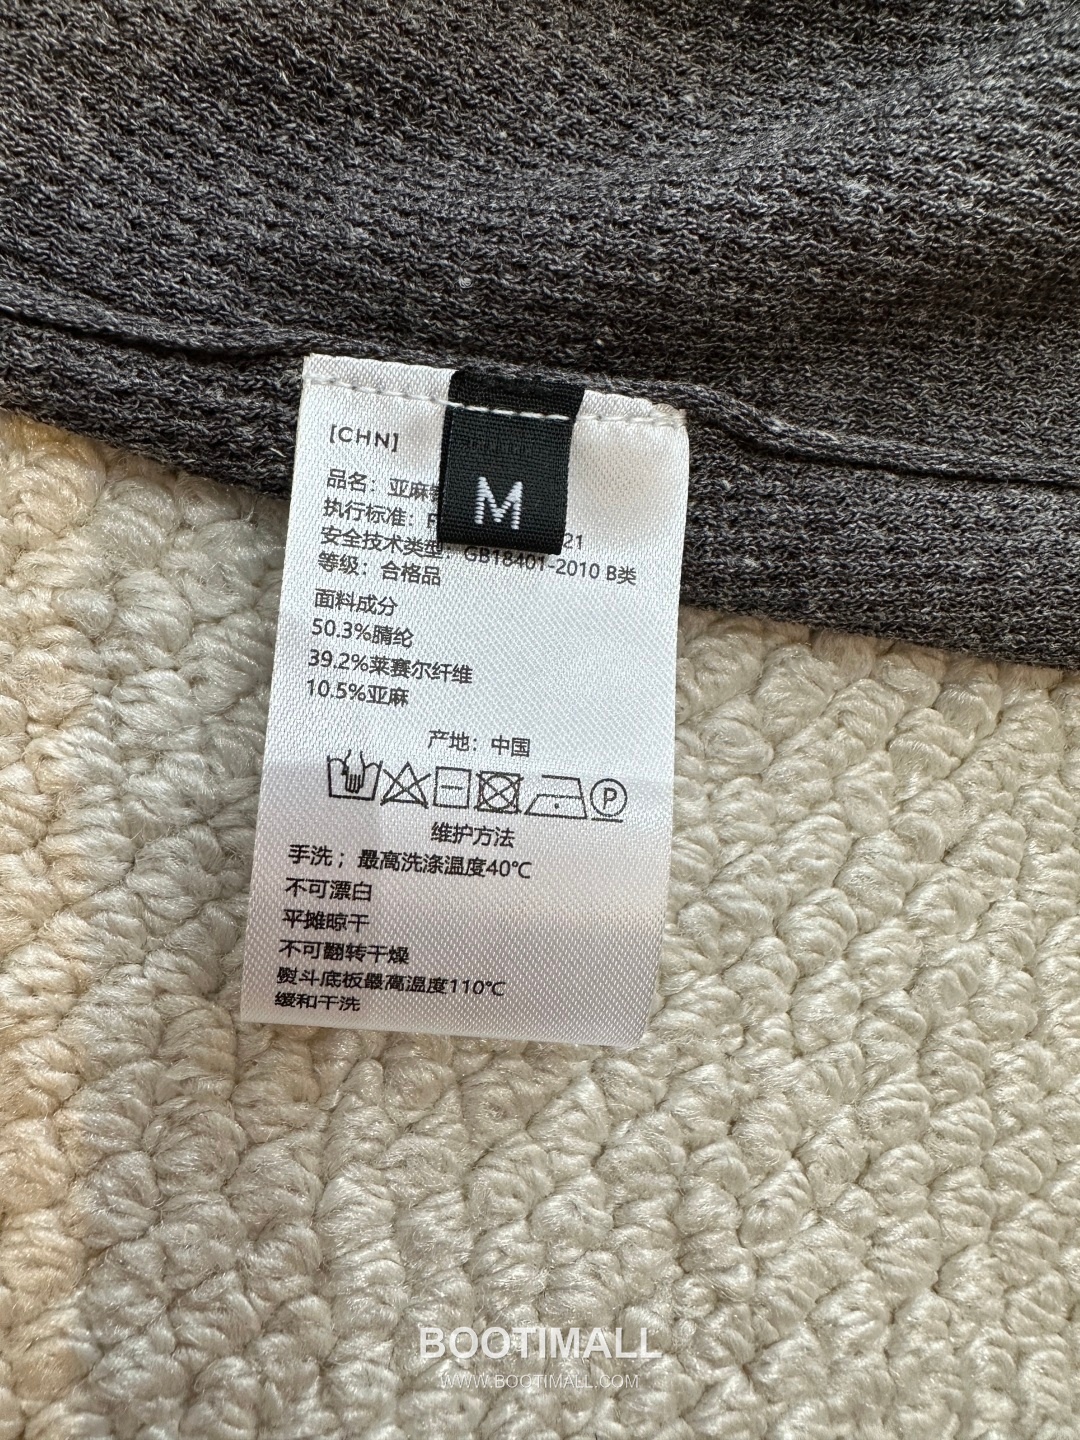 [CHN]
品名：亚麻
M
执行标准：
21
安全技术类型：GB18401-2010 B类
等级：合格品
面料成分
50.3%腈纶
39.2%莱赛尔纤维
10.5%亚麻
产地：中国
P
维护方法
手洗；最高洗涤温度40℃
不可漂白
平摊晾干
不可翻转干燥
熨斗底板最高温度110℃
缓和干洗
BOOTIMALL
WWW.BOOTIMALL.COM